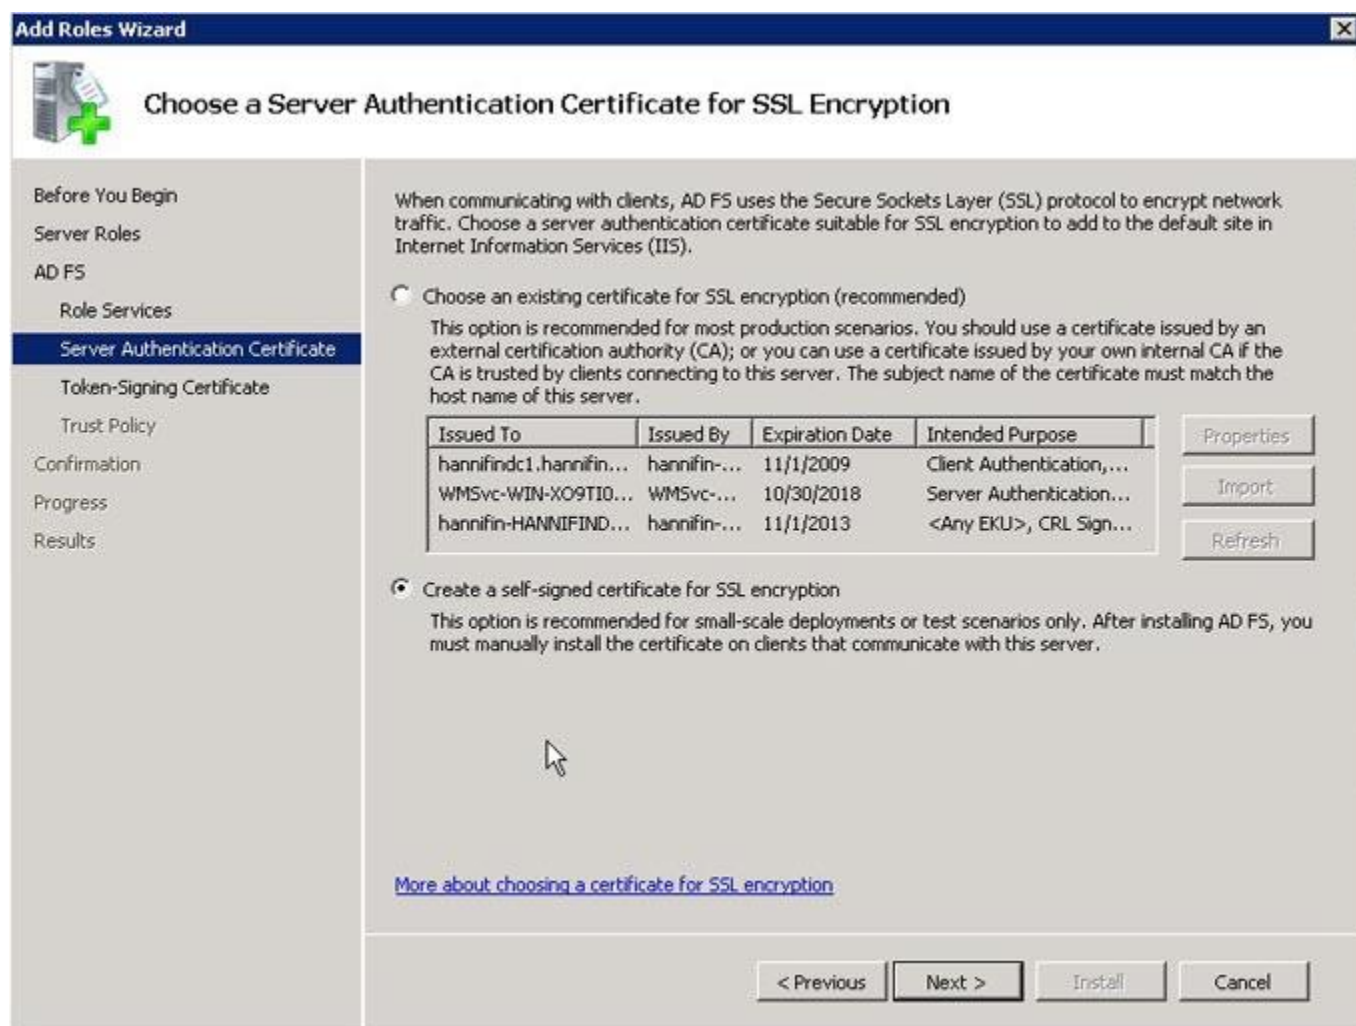 Add Roles Wizard
Choose a Server Authentication Certificate for SSL Encryption
Before You Begin
Server Roles
AD FS
Role Services
Server Authentication Certificate
Token-Signing Certificate
Trust Policy
Confirmation
Progress
Results
When communicating with clients, AD FS uses the Secure Sockets Layer (SSL) protocol to encrypt network
traffic. Choose a server authentication certificate suitable for SSL encryption to add to the default site in
Internet Information Services (IIS).
Choose an existing certificate for SSL encryption (recommended)
This option is recommended for most production scenarios. You should use a certificate issued by an
external certification authority (CA); or you can use a certificate issued by your own internal CA if the
CA is trusted by clients connecting to this server. The subject name of the certificate must match the
host name of this server.
Issued To Issued By Expiration Date Intended Purpose
hannifindc1.hannifin... hannifin-... 11/1/2009 Client Authentication,...
WMSvc-WIN-XO9TI0... WMSvc-... 10/30/2018 Server Authentication...
hannifin-HANNIFIND... hannifin-... 11/1/2013 <Any EKU>, CRL Sign...
Properties
Import
Refresh
Create a self-signed certificate for SSL encryption
This option is recommended for small-scale deployments or test scenarios only. After installing AD FS, you
must manually install the certificate on clients that communicate with this server.
More about choosing a certificate for SSL encryption
< Previous Next > Install Cancel